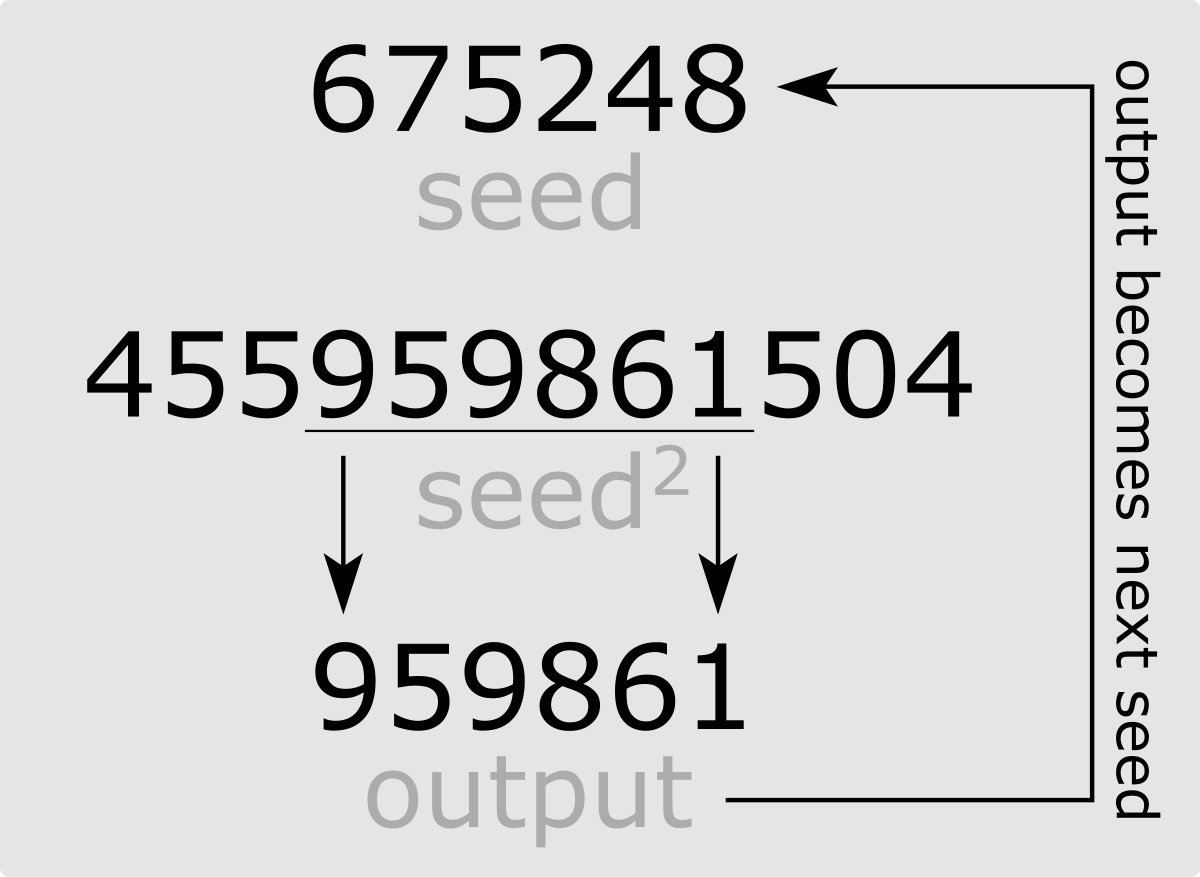 675248
seed
455959861504
seed²
959861
output
output becomes next seed